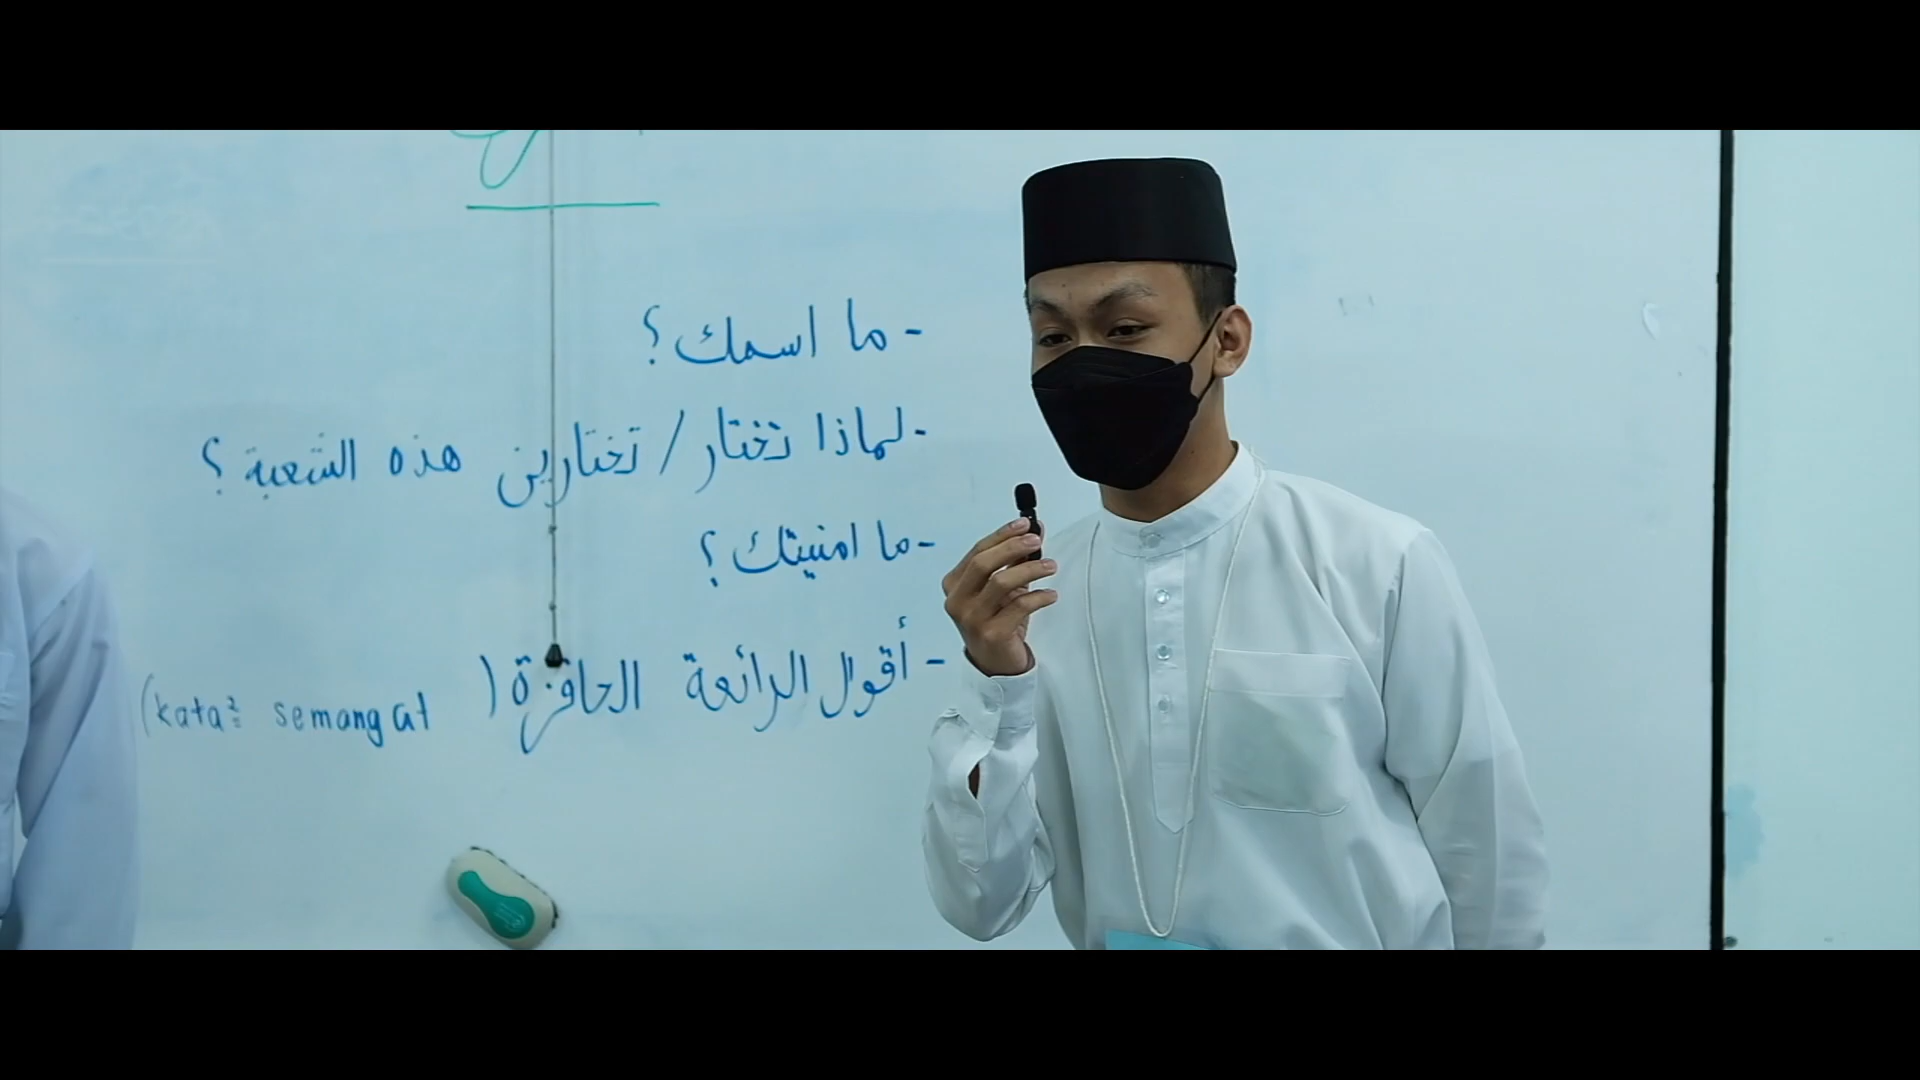 - ما اسمك؟
- لماذا تختار / تختارين هذه الشعبة؟
- ما امنيتك؟
- أقوال الرائعة الحافزة (kata² semangat)